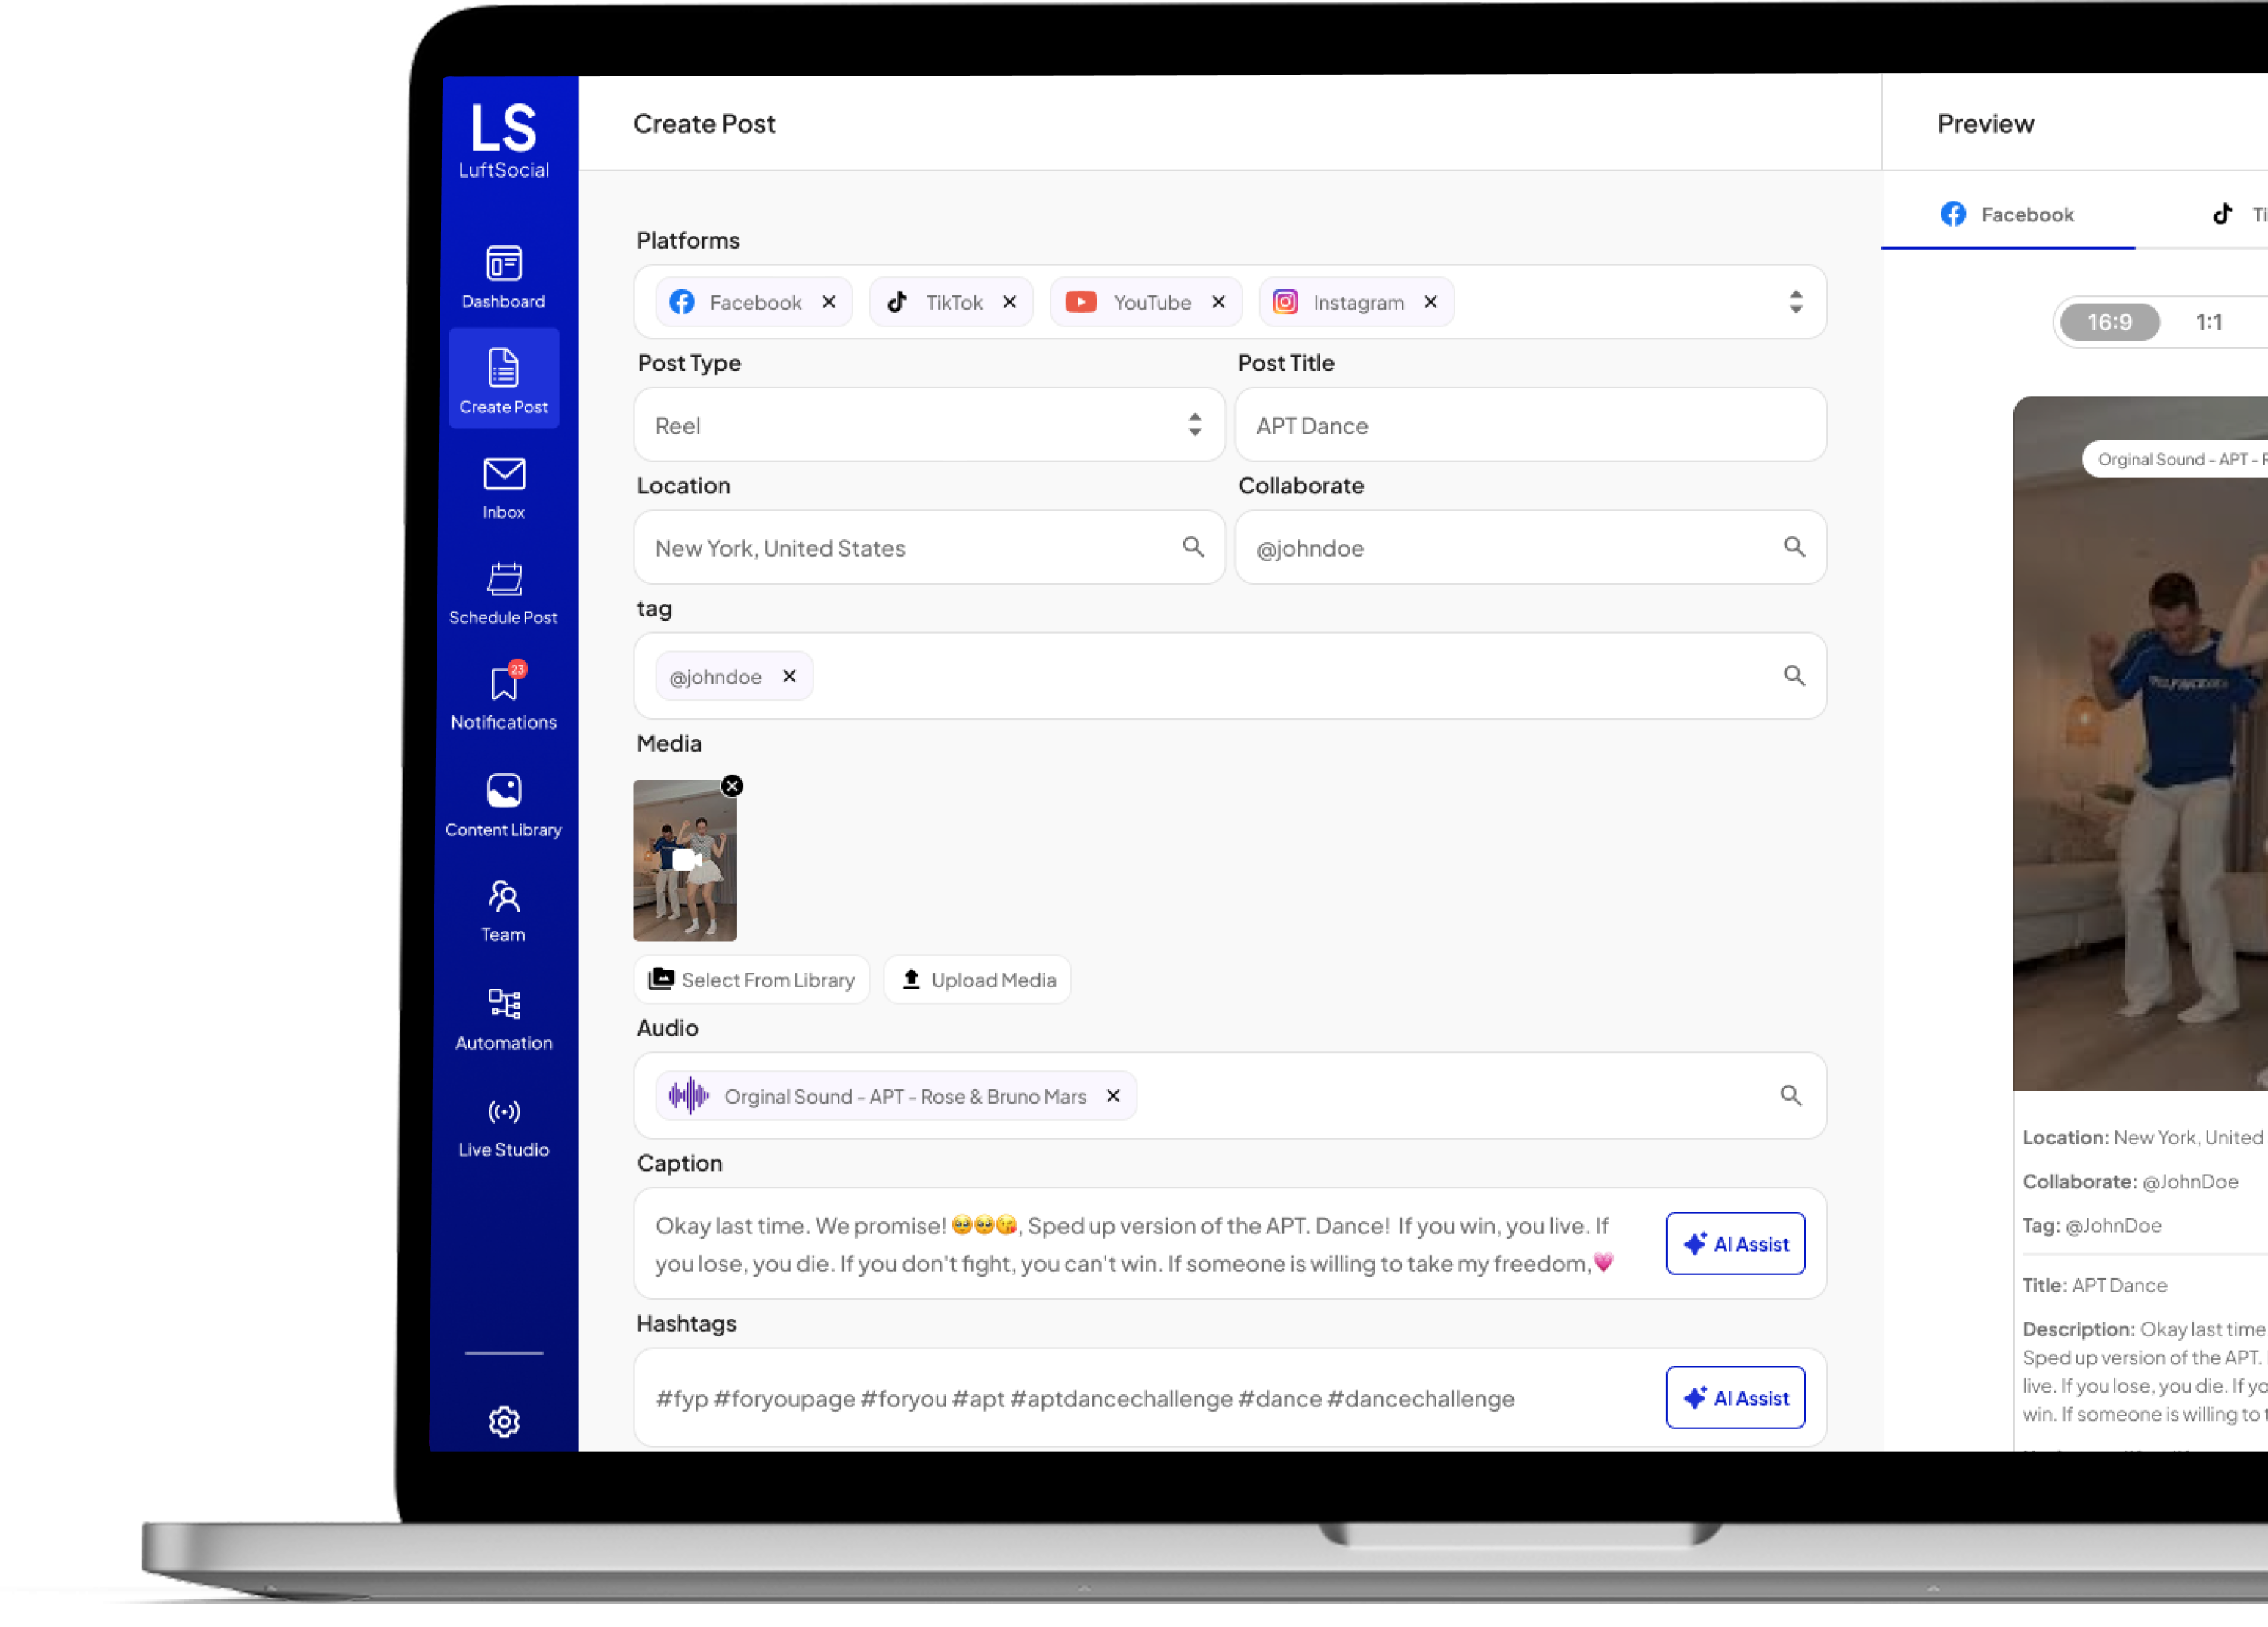 LS
LuftSocial
Dashboard
Create Post
Inbox
Schedule Post
23
Notifications
Content Library
Team
Automation
Live Studio
Create Post
Platforms
Facebook
TikTok
YouTube
Instagram
Post Type
Post Title
Reel
APT Dance
Location
Collaborate
New York, United States
@johndoe
tag
@johndoe
Media
Select From Library
Upload Media
Audio
Orginal Sound - APT - Rose & Bruno Mars
Caption
Okay last time. We promise! 🥹🥹😘, Sped up version of the APT. Dance! If you win, you live. If
you lose, you die. If you don't fight, you can't win. If someone is willing to take my freedom,💗
AI Assist
Hashtags
#fyp #foryoupage #foryou #apt #aptdancechallenge #dance #dancechallenge
AI Assist
Preview
Facebook
Ti
16:9
1:1
Orginal Sound - APT -
Location: New York, United
Collaborate: @JohnDoe
Tag: @JohnDoe
Title: APT Dance
Description: Okay last time
Sped up version of the APT.
live. If you lose, you die. If yo
win. If someone is willing to